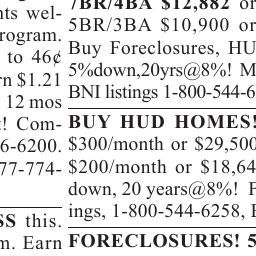 nts wel-
rogram.
to 46¢
rn $1.21
12 mos
t! Com-
6-6200.
77-774-
SS this.
m. Earn
7BR/4BA $12,882 or
5BR/3BA $10,900 or
Buy Foreclosures, HU
5%down,20yrs@8%! M
BNI listings 1-800-544-6
BUY HUD HOMES!
$300/month or $29,500
$200/month or $18,64
down, 20 years@8%! F
ings, 1-800-544-6258, E
FORECLOSURES! 5